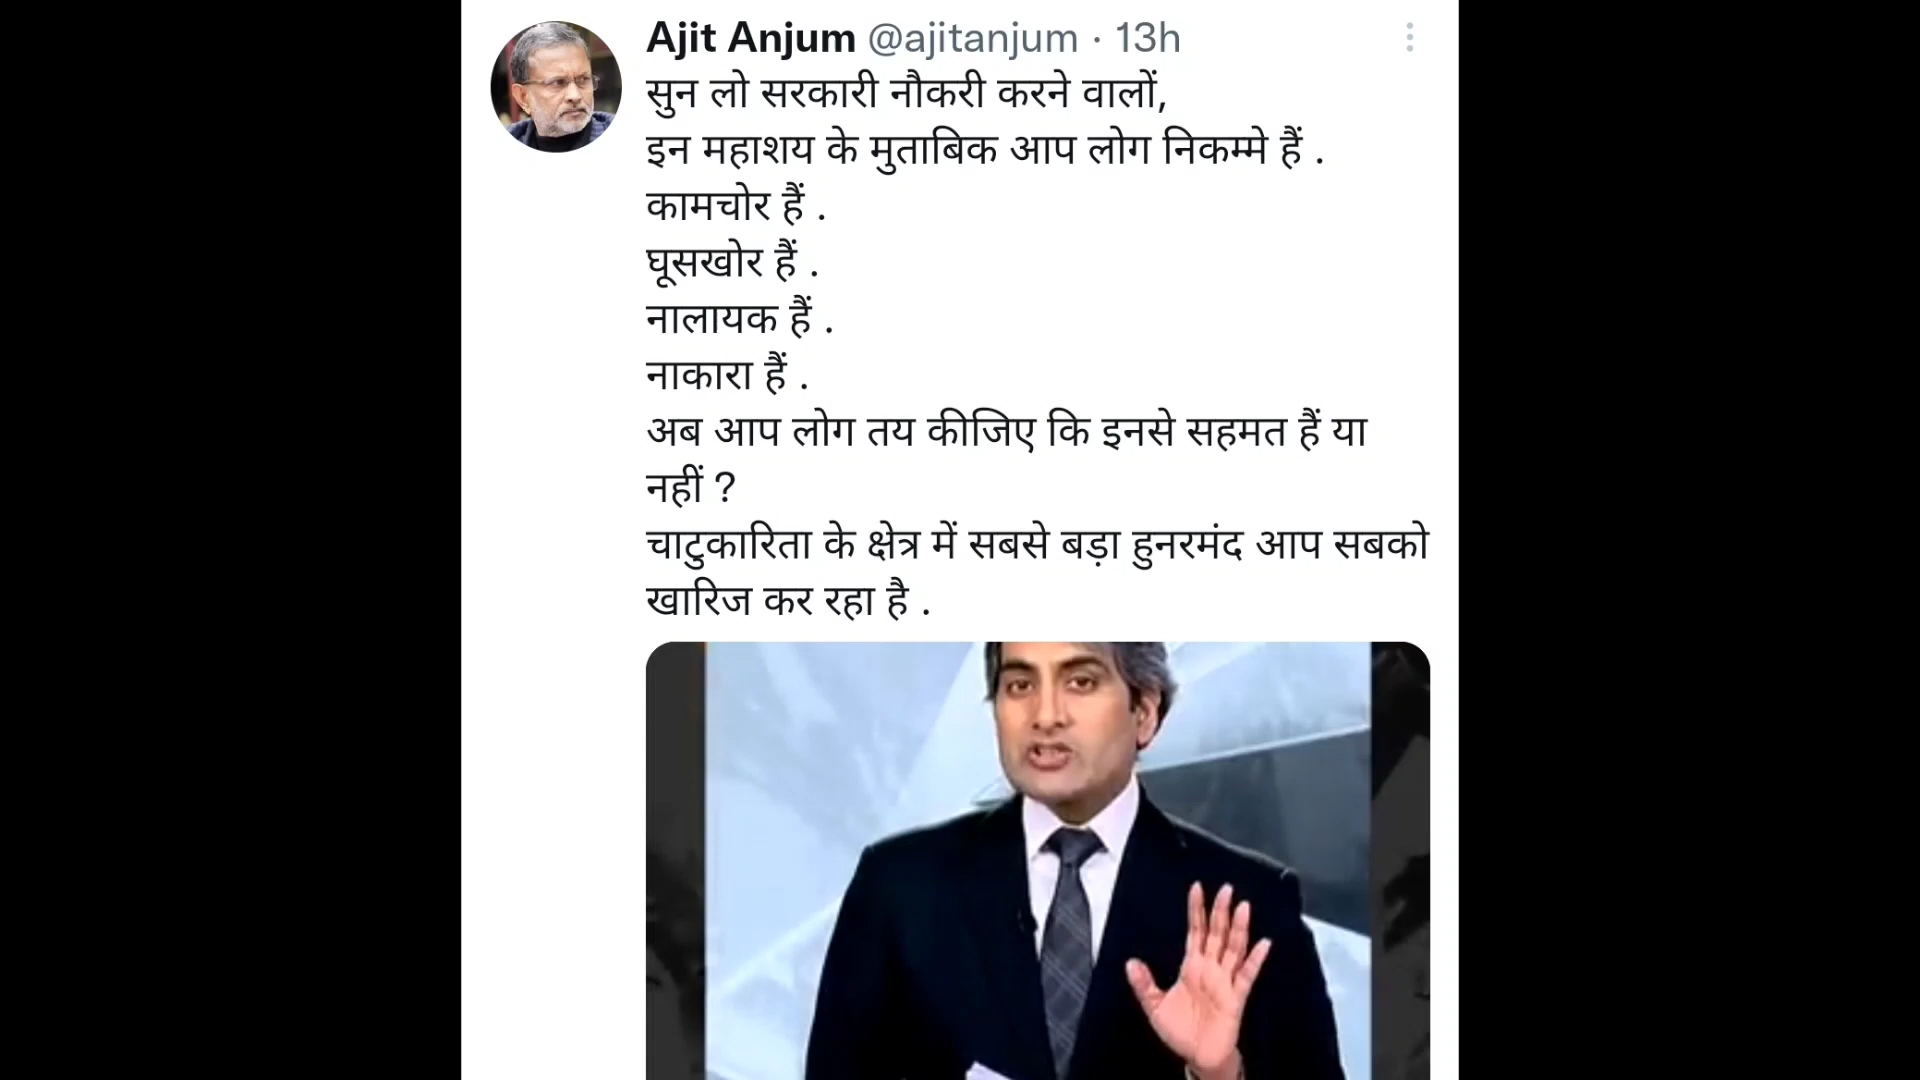 Ajit Anjum @ajitanjum · 13h
सुन लो सरकारी नौकरी करने वालों,
इन महाशय के मुताबिक आप लोग निकम्मे हैं .
कामचोर हैं .
घूसखोर हैं .
नालायक हैं .
नाकारा हैं .
अब आप लोग तय कीजिए कि इनसे सहमत हैं या
नहीं ?
चाटुकारिता के क्षेत्र में सबसे बड़ा हुनरमंद आप सबको
खारिज कर रहा है .